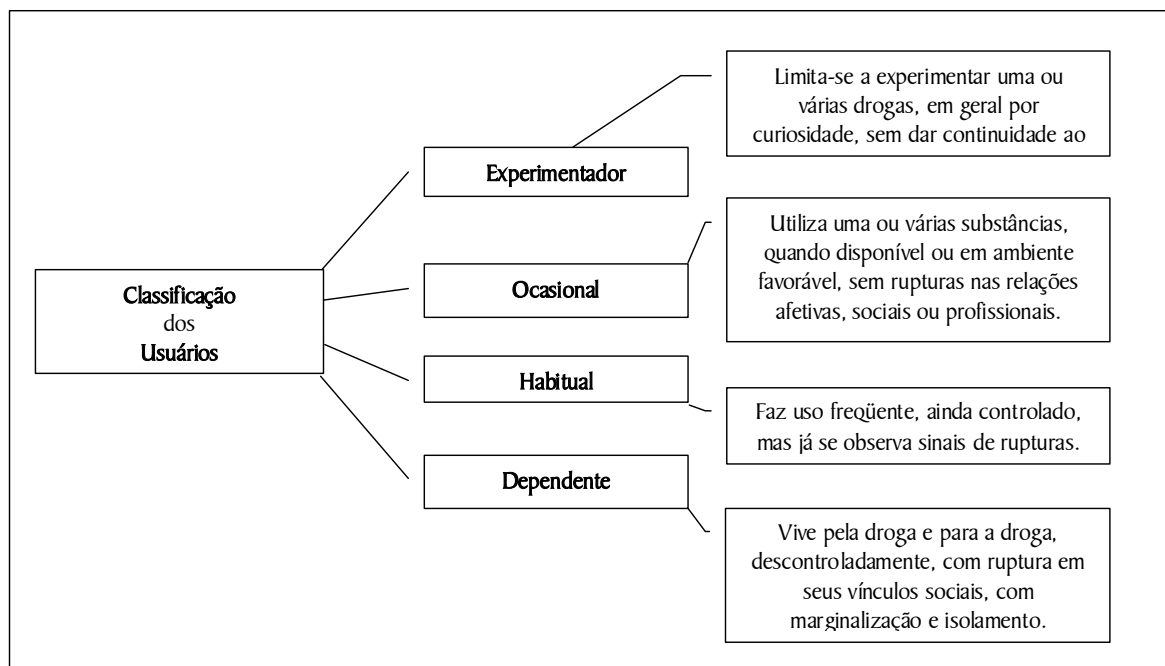 Classificação
dos
Usuários
Experimentador
Limita-se a experimentar uma ou
várias drogas, em geral por
curiosidade, sem dar continuidade ao
Ocasional
Utiliza uma ou várias substâncias,
quando disponível ou em ambiente
favorável, sem rupturas nas relações
afetivas, sociais ou profissionais.
Habitual
Faz uso freqüente, ainda controlado,
mas já se observa sinais de rupturas.
Dependente
Vive pela droga e para a droga,
descontroladamente, com ruptura em
seus vínculos sociais, com
marginalização e isolamento.